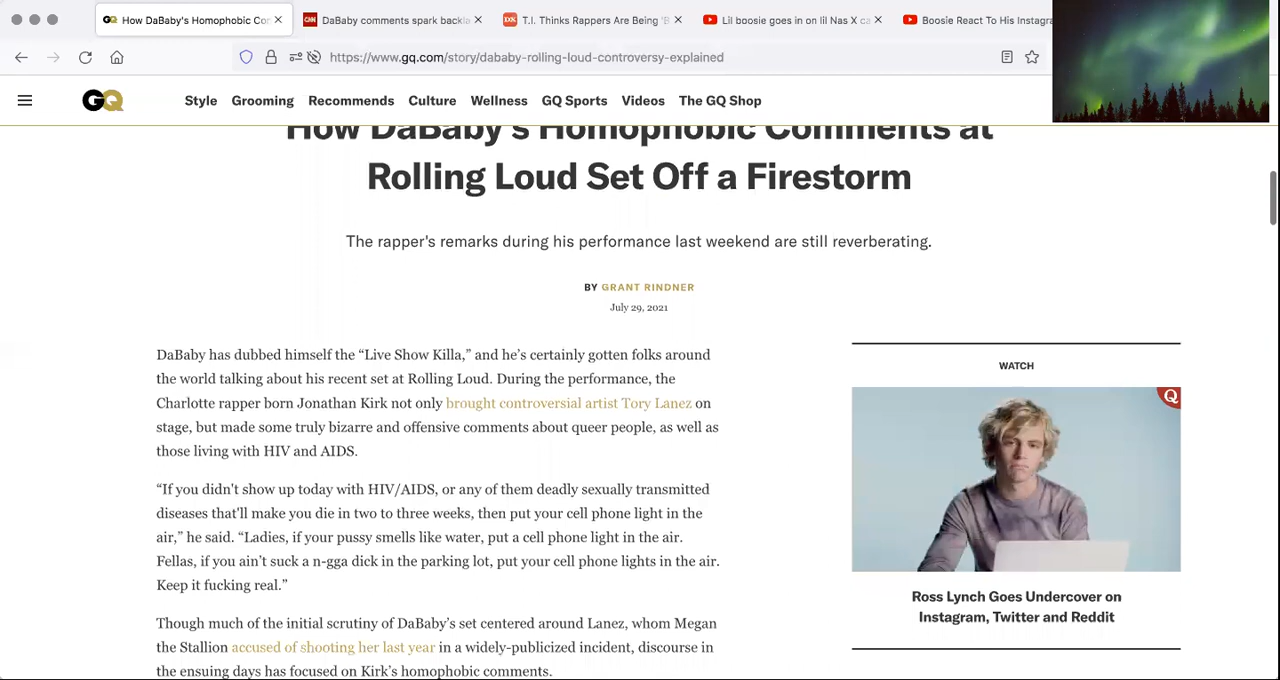 How DaBaby's Homophobic Co
DaBaby comments spark backla
T.I. Thinks Rappers Are Being 'B
Lil boosie goes in on lil Nas X ca
Boosie React To His Instagra
https://www.gq.com/story/dababy-rolling-loud-controversy-explained
GQ
Style
Grooming
Recommends
Culture
Wellness
GQ Sports
Videos
The GQ Shop
How DaBaby's Homophobic Comments at
Rolling Loud Set Off a Firestorm
The rapper's remarks during his performance last weekend are still reverberating.
BY GRANT RINDNER
July 29, 2021
DaBaby has dubbed himself the “Live Show Killa,” and he’s certainly gotten folks around
the world talking about his recent set at Rolling Loud. During the performance, the
Charlotte rapper born Jonathan Kirk not only brought controversial artist Tory Lanez on
stage, but made some truly bizarre and offensive comments about queer people, as well as
those living with HIV and AIDS.
“If you didn't show up today with HIV/AIDS, or any of them deadly sexually transmitted
diseases that'll make you die in two to three weeks, then put your cell phone light in the
air,” he said. “Ladies, if your pussy smells like water, put a cell phone light in the air.
Fellas, if you ain’t suck a n-gga dick in the parking lot, put your cell phone lights in the air.
Keep it fucking real.”
Though much of the initial scrutiny of DaBaby’s set centered around Lanez, whom Megan
the Stallion accused of shooting her last year in a widely-publicized incident, discourse in
the ensuing days has focused on Kirk’s homophobic comments.
WATCH
Q
Ross Lynch Goes Undercover on
Instagram, Twitter and Reddit